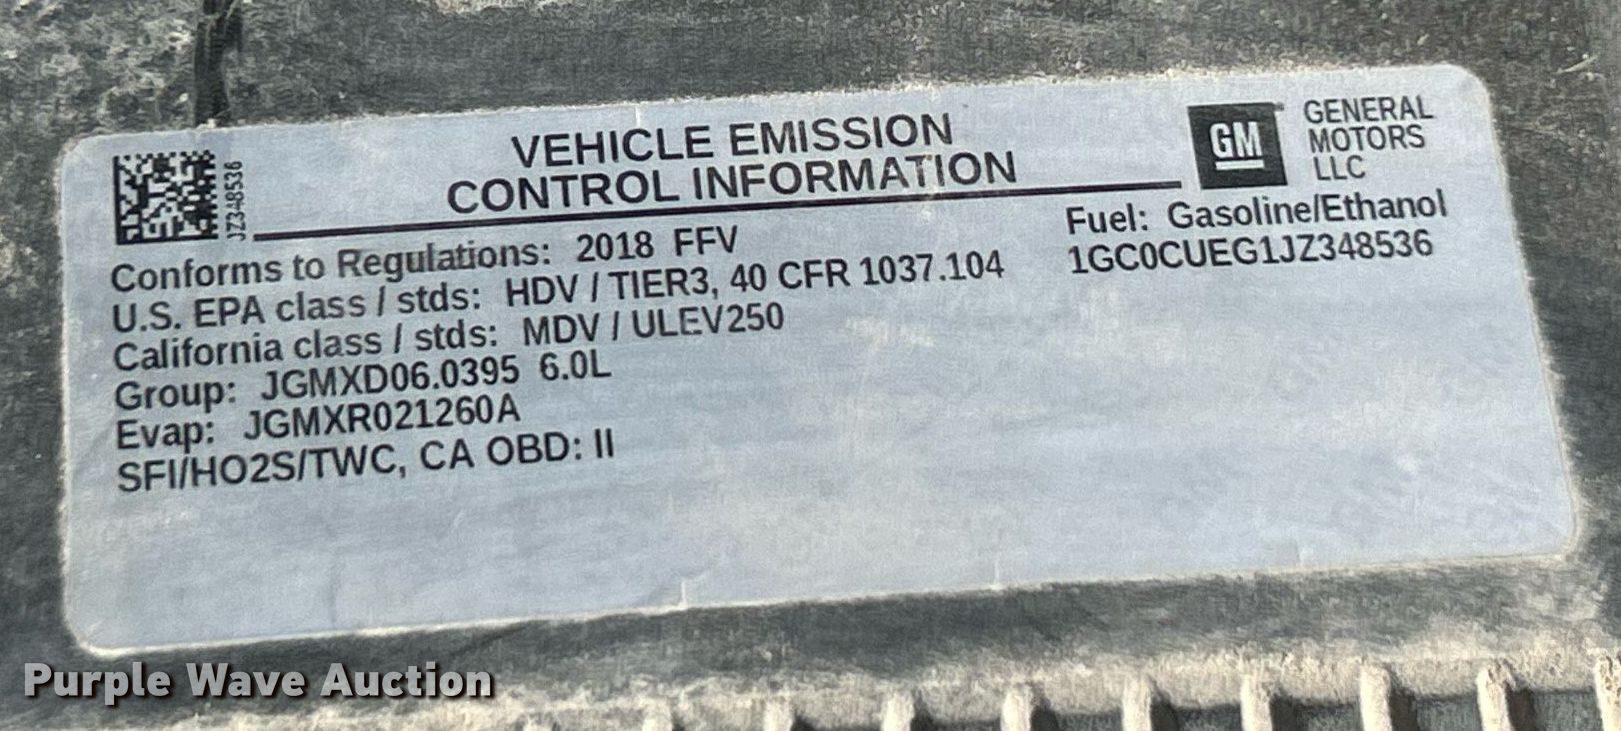 JZ348536
VEHICLE EMISSION
CONTROL INFORMATION
GM
GENERAL
MOTORS
LLC
Conforms to Regulations: 2018 FFV
Fuel: Gasoline/Ethanol
U.S. EPA class / stds: HDV / TIER3, 40 CFR 1037.104
1GC0CUEG1JZ348536
California class / stds: MDV / ULEV250
Group: JGMXD06.0395 6.0L
Evap: JGMXR021260A
SFI/HO2S/TWC, CA OBD: II
Purple Wave Auction